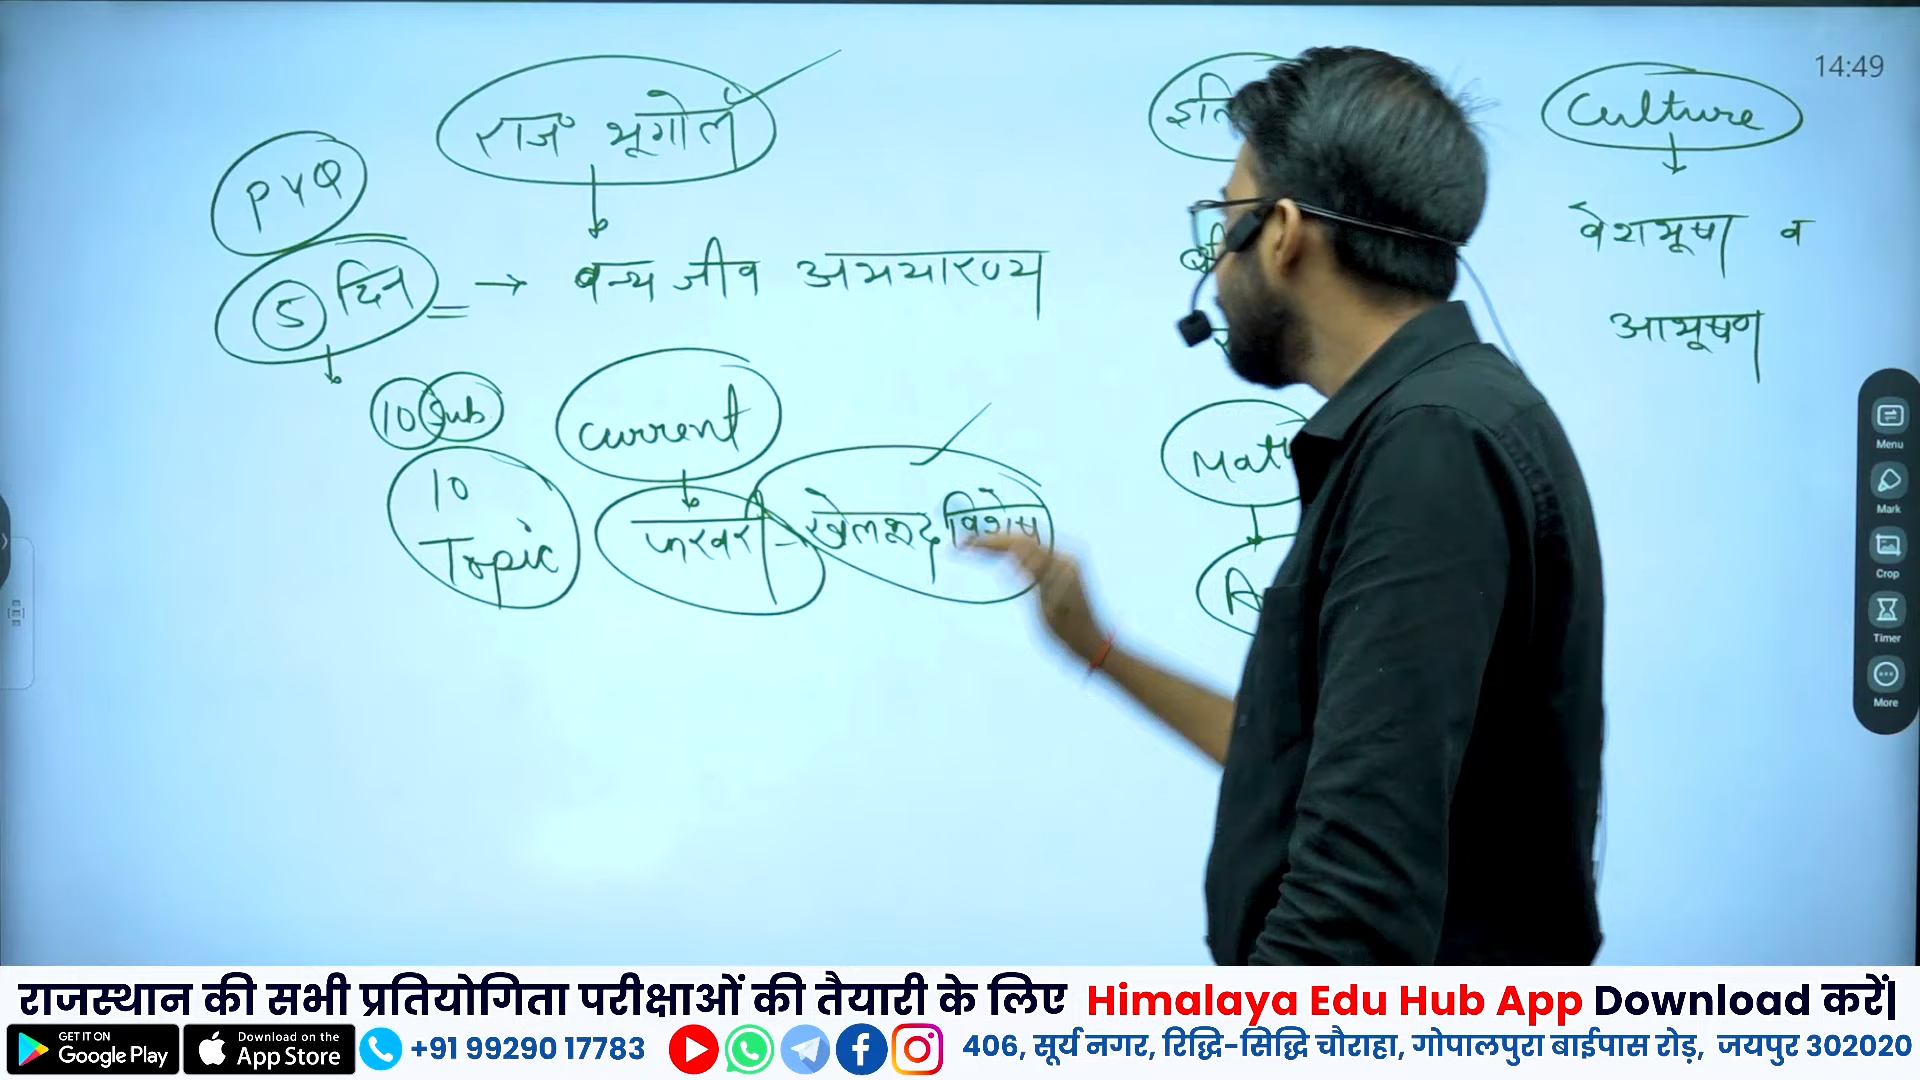 14:49
राज० भूगोल
Culture
PYQ
वेशभूषा व
5 दिन → वन्य जीव अभयारण्य
आभूषण
10 Sub
Current
10
Topic
फरवरी - खेलकूद विशेष
Menu
Mark
Crop
Timer
More
राजस्थान की सभी प्रतियोगिता परीक्षाओं की तैयारी के लिए Himalaya Edu Hub App Download करें|
GET IT ON
Google Play
Download on the
App Store
+91 99290 17783
406, सूर्य नगर, रिद्धि-सिद्धि चौराहा, गोपालपुरा बाईपास रोड़, जयपुर 302020